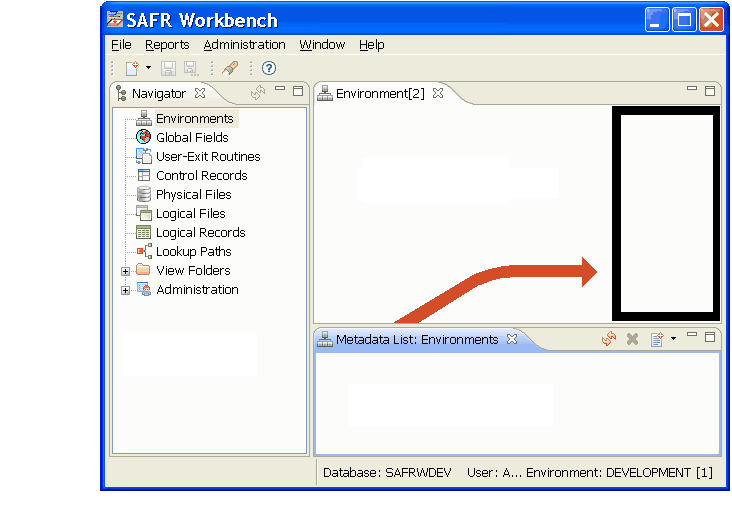 SAFR Workbench
File Reports Administration Window Help
Navigator
Environments
Global Fields
User-Exit Routines
Control Records
Physical Files
Logical Files
Logical Records
Lookup Paths
View Folders
Administration
Environment[2]
Metadata List: Environments
Database: SAFRWDEV User: A... Environment: DEVELOPMENT [1]